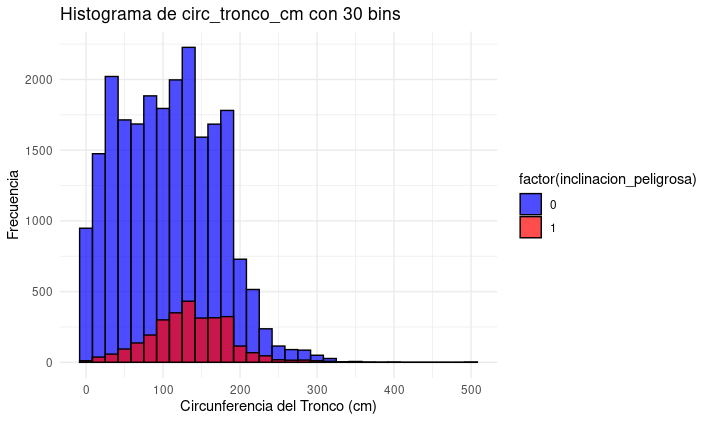 Histograma de circ_tronco_cm con 30 bins
Frecuencia
2000
1500
1000
500
0
0 100 200 300 400 500
Circunferencia del Tronco (cm)
factor(inclinacion_peligrosa)
0
1